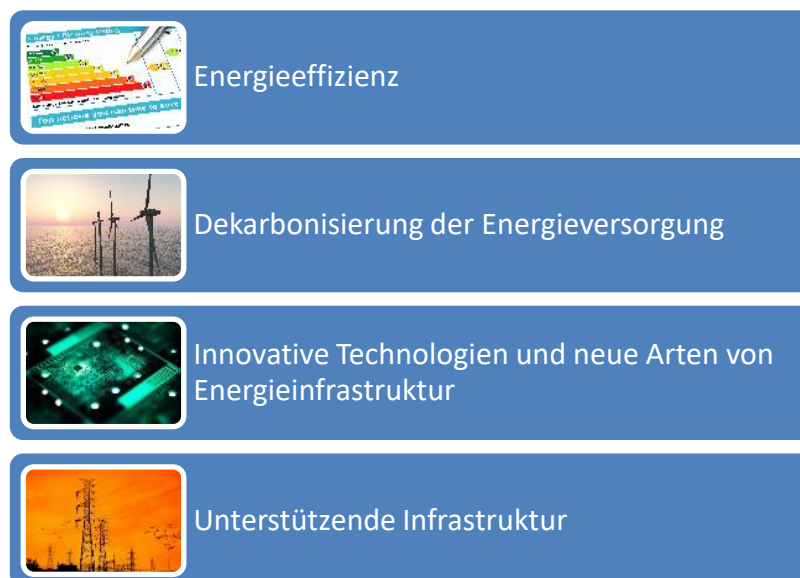 Energieeffizienz
Dekarbonisierung der Energieversorgung
Innovative Technologien und neue Arten von
Energieinfrastruktur
Unterstützende Infrastruktur